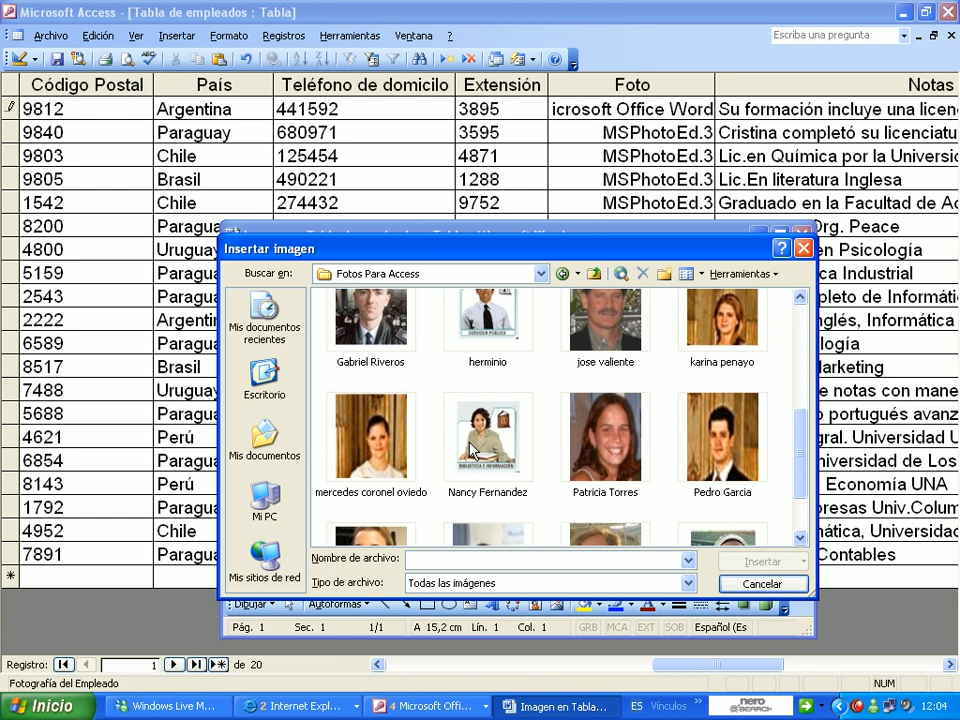 Microsoft Access - [Tabla de empleados : Tabla]
Archivo Edición Ver Insertar Formato Registros Herramientas Ventana ? Escriba una pregunta
Código Postal País Teléfono de domicilo Extensión Foto Notas
9812 Argentina 441592 3895 icrosoft Office Word Su formación incluye una licen
9840 Paraguay 680971 3595 MSPhotoEd.3 Cristina completó su licenciatu
9803 Chile 125454 4871 MSPhotoEd.3 Lic.en Química por la Universi
9805 Brasil 490221 1288 MSPhotoEd.3 Lic.En literatura Inglesa
1542 Chile 274432 9752 MSPhotoEd.3 Graduado en la Facultad de Ac
8200 Paragu Org. Peace
4800 Uruguay en Psicología
5159 Paragua ca Industrial
2543 Paragua pleto de Informáti
2222 Argentin nglés, Informática
6589 Paragua logía
8517 Brasil Marketing
7488 Uruguay e notas con mane
5688 Paragua o portugués avanz
4621 Perú gral. Universidad U
6854 Paragua niversidad de Los
8143 Perú Economía UNA
1792 Paragua presas Univ.Colum
4952 Chile mática, Universidad
7891 Paragua Contables
Insertar imagen
Buscar en: Fotos Para Access Herramientas
Mis documentos recientes
Escritorio
Mis documentos
Mi PC
Mis sitios de red
SERVIDOR PÚBLICO
Gabriel Riveros herminio jose valiente karina penayo
BIBLIOTECA E INFORMACIÓN
mercedes coronel oviedo Nancy Fernandez Patricia Torres Pedro Garcia
Nombre de archivo: Insertar
Tipo de archivo: Todas las imágenes Cancelar
Dibujar Autoformas
Pág. 1 Sec. 1 1/1 A 15,2 cm Lín. 1 Col. 1 GRB MCA EXT SOB Español (Es
Registro: 1 de 20
Fotografía del Empleado NUM
Inicio Windows Live M... 2 Internet Expl... 4 Microsoft Offic... Imagen en Tabla... ES Vínculos nero SEARCH 12:04